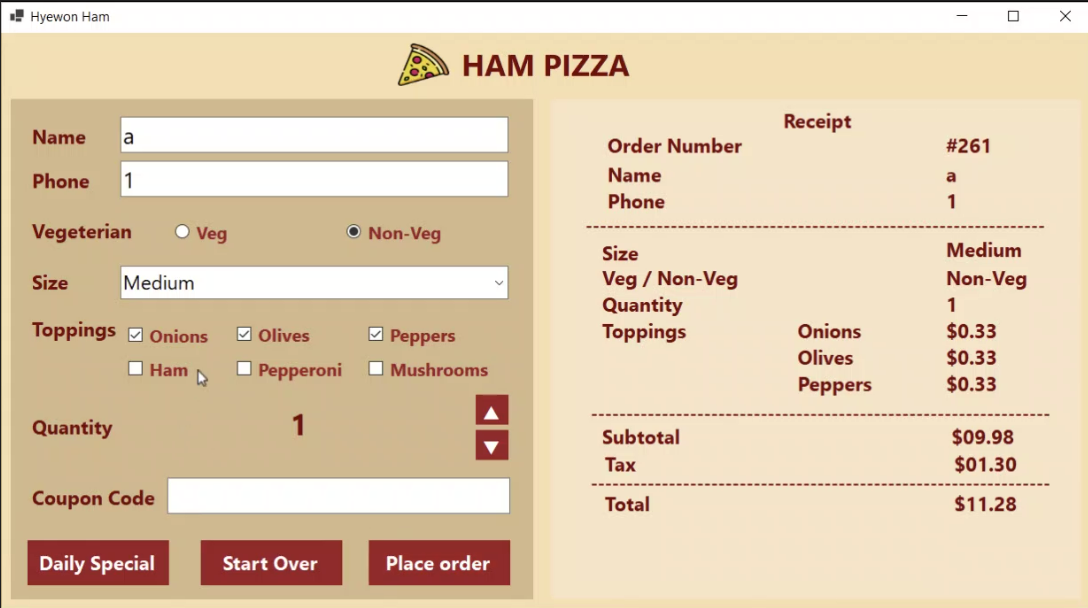 Hyewon Ham
HAM PIZZA
Name a
Phone 1
Vegeterian Veg Non-Veg
Size Medium
Toppings Onions Olives Peppers
Ham Pepperoni Mushrooms
Quantity 1
Coupon Code
Daily Special Start Over Place order
Receipt
Order Number #261
Name a
Phone 1
Size Medium
Veg / Non-Veg Non-Veg
Quantity 1
Toppings Onions $0.33
Olives $0.33
Peppers $0.33
Subtotal $09.98
Tax $01.30
Total $11.28